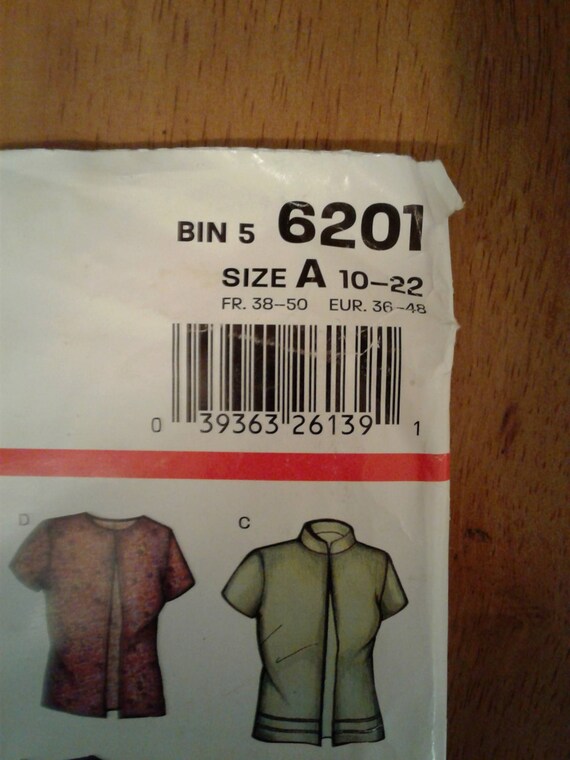 BIN 5 6201
SIZE A 10-22
FR. 38-50 EUR. 36-48
0 39363 26139 1
D C